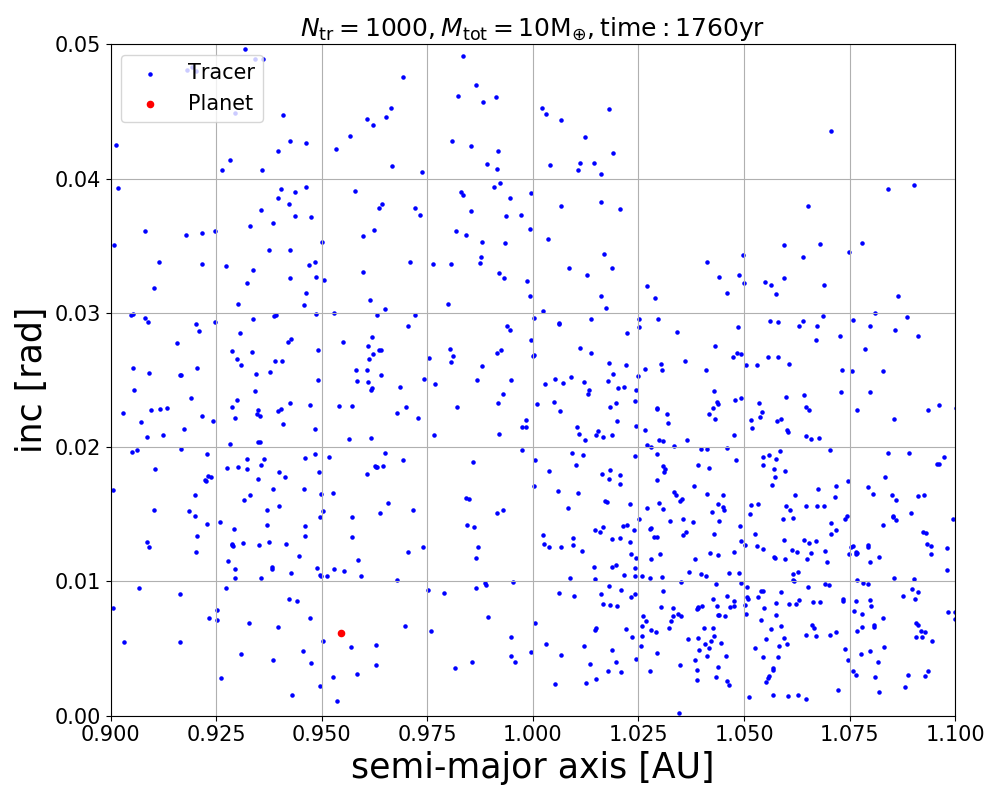 N_tr = 1000, M_tot = 10M_⊕, time : 1760yr
0.05
Tracer
Planet
0.04
0.03
inc [rad]
0.02
0.01
0.00
0.900 0.925 0.950 0.975 1.000 1.025 1.050 1.075 1.100
semi-major axis [AU]